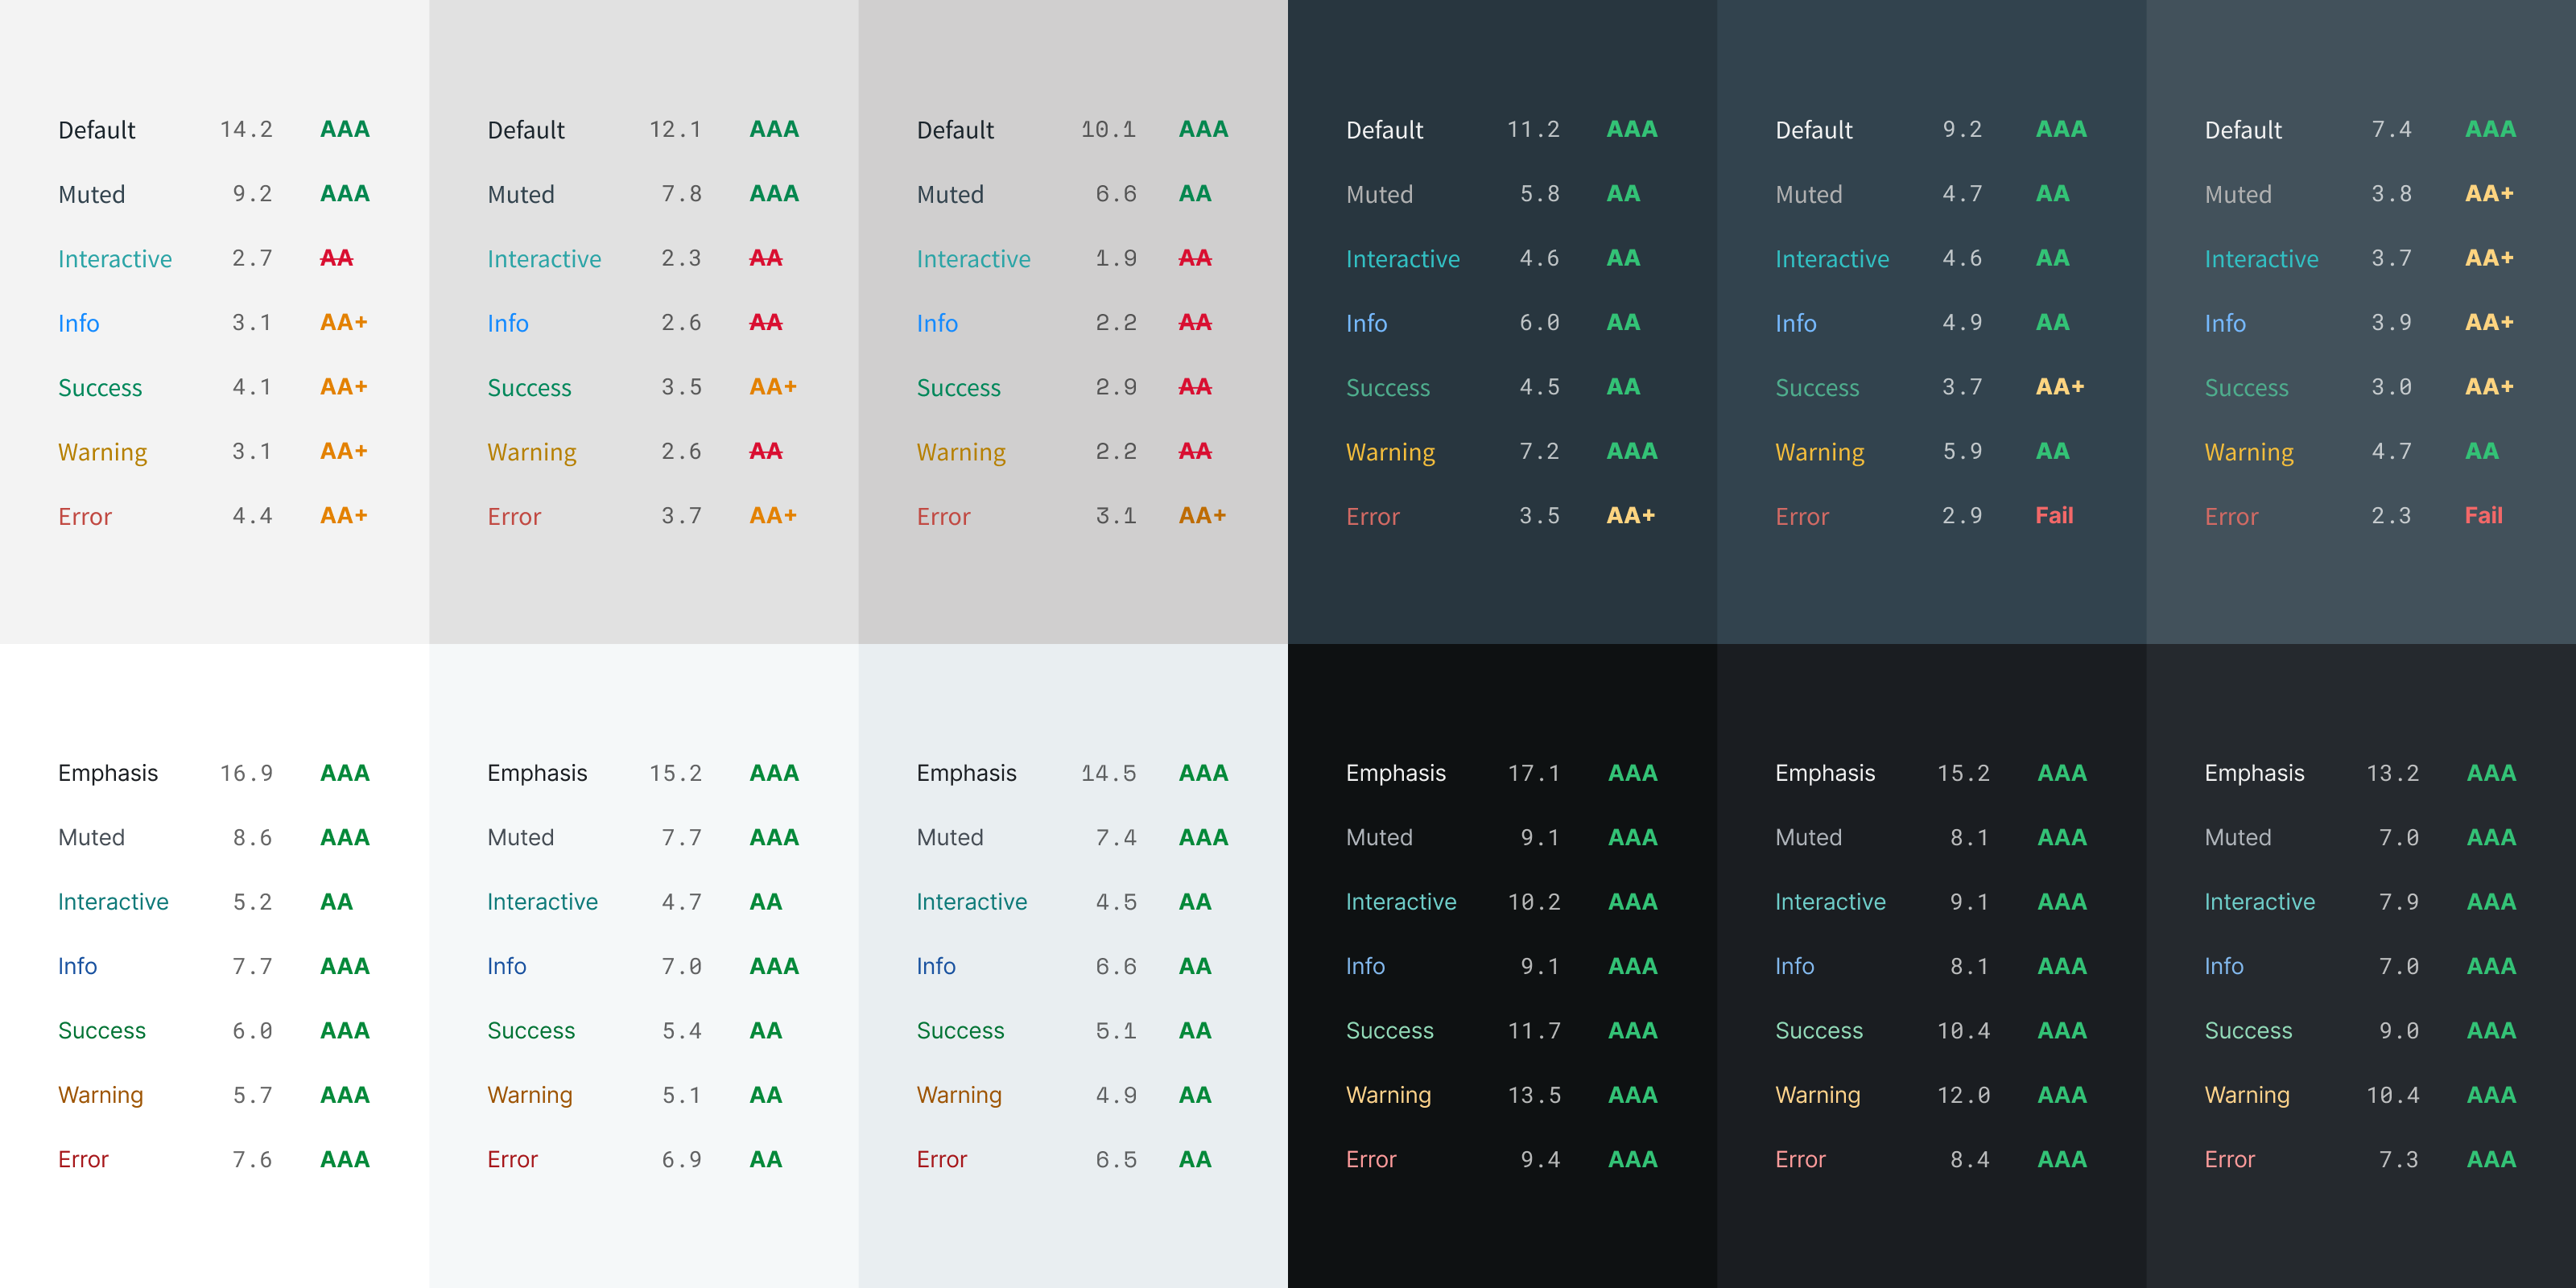 Default 14.2 AAA Default 12.1 AAA Default 10.1 AAA Default 11.2 AAA Default 9.2 AAA Default 7.4 AAA
Muted 9.2 AAA Muted 7.8 AAA Muted 6.6 AA Muted 5.8 AA Muted 4.7 AA Muted 3.8 AA+
Interactive 2.7 AA Interactive 2.3 AA Interactive 1.9 AA Interactive 4.6 AA Interactive 4.6 AA Interactive 3.7 AA+
Info 3.1 AA+ Info 2.6 AA Info 2.2 AA Info 6.0 AA Info 4.9 AA Info 3.9 AA+
Success 4.1 AA+ Success 3.5 AA+ Success 2.9 AA Success 4.5 AA Success 3.7 AA+ Success 3.0 AA+
Warning 3.1 AA+ Warning 2.6 AA Warning 2.2 AA Warning 7.2 AAA Warning 5.9 AA Warning 4.7 AA
Error 4.4 AA+ Error 3.7 AA+ Error 3.1 AA+ Error 3.5 AA+ Error 2.9 Fail Error 2.3 Fail
Emphasis 16.9 AAA Emphasis 15.2 AAA Emphasis 14.5 AAA Emphasis 17.1 AAA Emphasis 15.2 AAA Emphasis 13.2 AAA
Muted 8.6 AAA Muted 7.7 AAA Muted 7.4 AAA Muted 9.1 AAA Muted 8.1 AAA Muted 7.0 AAA
Interactive 5.2 AA Interactive 4.7 AA Interactive 4.5 AA Interactive 10.2 AAA Interactive 9.1 AAA Interactive 7.9 AAA
Info 7.7 AAA Info 7.0 AAA Info 6.6 AA Info 9.1 AAA Info 8.1 AAA Info 7.0 AAA
Success 6.0 AAA Success 5.4 AA Success 5.1 AA Success 11.7 AAA Success 10.4 AAA Success 9.0 AAA
Warning 5.7 AAA Warning 5.1 AA Warning 4.9 AA Warning 13.5 AAA Warning 12.0 AAA Warning 10.4 AAA
Error 7.6 AAA Error 6.9 AA Error 6.5 AA Error 9.4 AAA Error 8.4 AAA Error 7.3 AAA